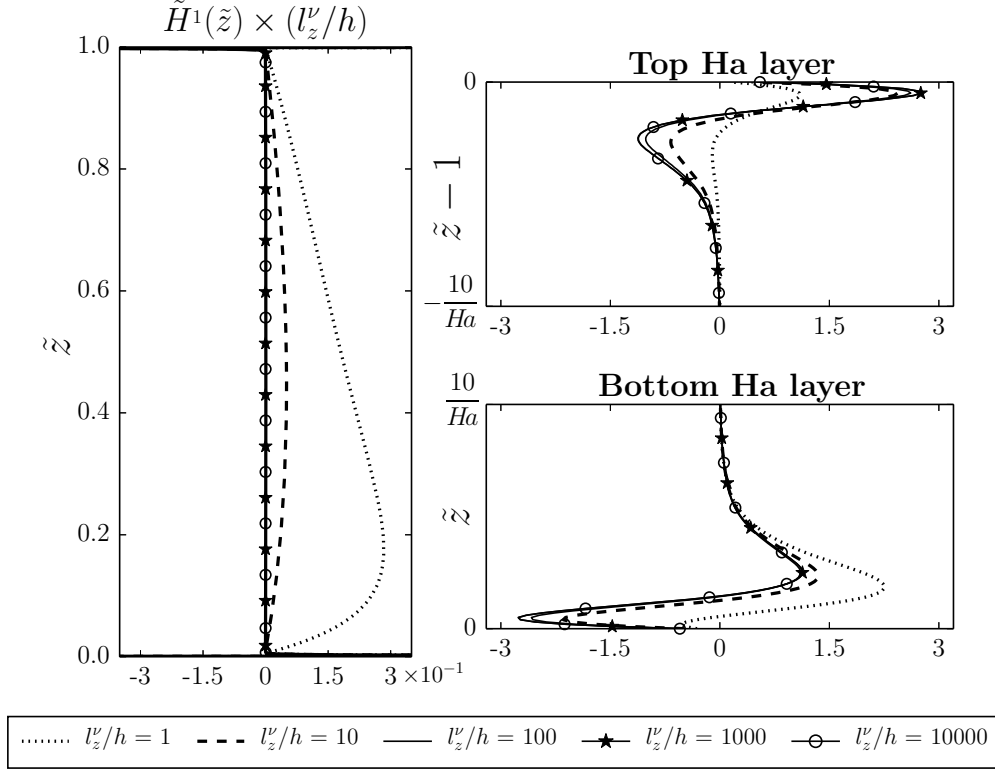 H̃¹(z̃) × (l_z^ν/h)
1.0
0.8
0.6
0.4
0.2
0.0
z̃
-3 -1.5 0 1.5 3 ×10⁻¹
Top Ha layer
0
z̃ − 1
−10/Ha
-3 -1.5 0 1.5 3
Bottom Ha layer
10/Ha
z̃
0
-3 -1.5 0 1.5 3
l_z^ν/h = 1 l_z^ν/h = 10 l_z^ν/h = 100 l_z^ν/h = 1000 l_z^ν/h = 10000